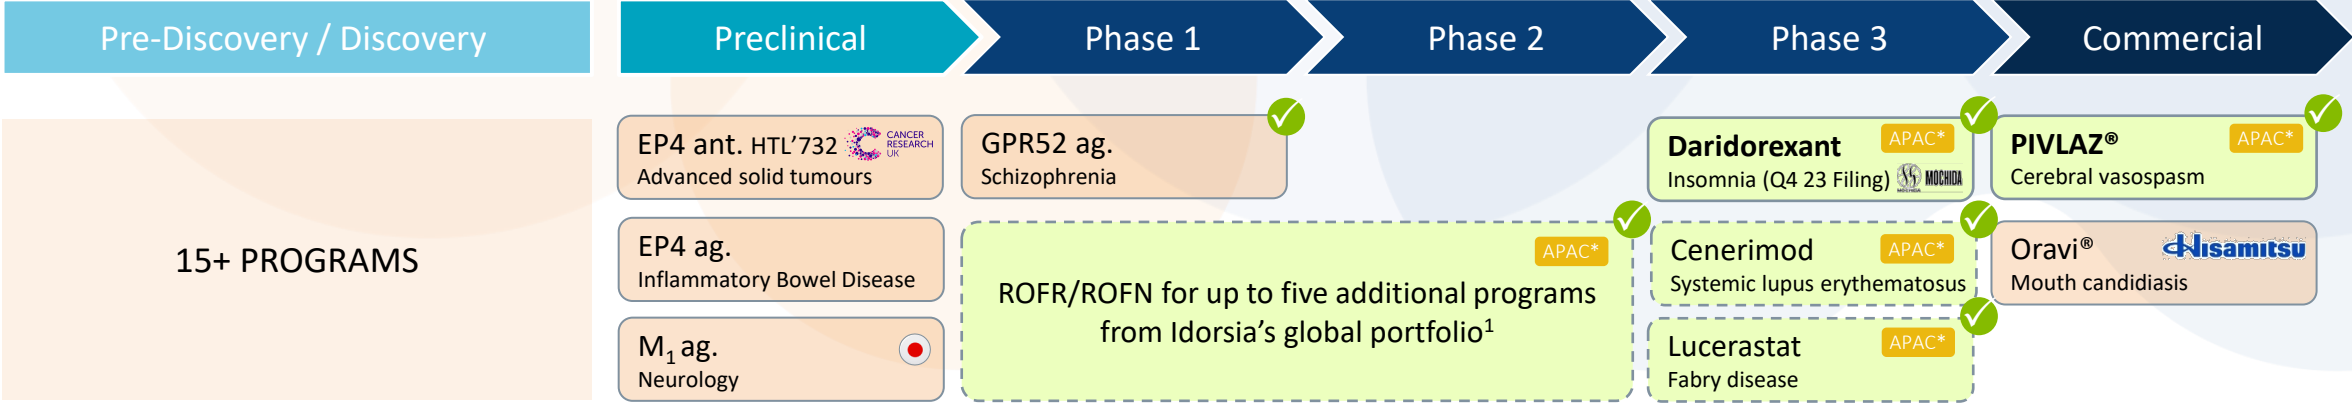 Pre-Discovery / Discovery
Preclinical
Phase 1
Phase 2
Phase 3
Commercial
15+ PROGRAMS
EP4 ant. HTL'732
CANCER
RESEARCH
UK
Advanced solid tumours
EP4 ag.
Inflammatory Bowel Disease
M1 ag.
Neurology
GPR52 ag.
Schizophrenia
APAC*
ROFR/ROFN for up to five additional programs
from Idorsia's global portfolio1
Daridorexant
APAC*
Insomnia (Q4 23 Filing)
MOCHIDA
MOCHIDA
Cenerimod
APAC*
Systemic lupus erythematosus
Lucerastat
APAC*
Fabry disease
PIVLAZ®
APAC*
Cerebral vasospasm
Oravi®
Hisamitsu
Mouth candidiasis